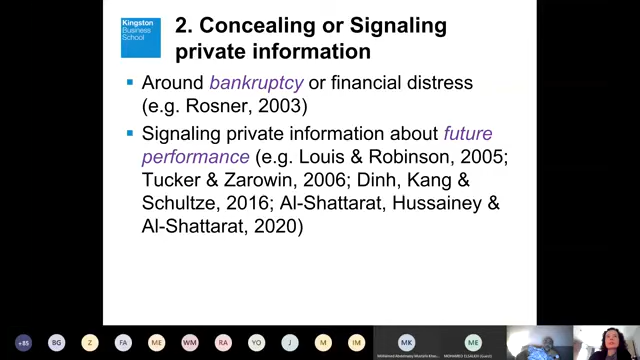 Kingston
Business
School
2. Concealing or Signaling
private information
Around bankruptcy or financial distress
(e.g. Rosner, 2003)
Signaling private information about future
performance (e.g. Louis & Robinson, 2005;
Tucker & Zarowin, 2006; Dinh, Kang &
Schultze, 2016; Al-Shattarat, Hussainey &
Al-Shattarat, 2020)
+85
BG
Z
FA
ME
WM
RA
YO
J
M
IM
MK
ME
MOHAMED ELSALEH (Guest)